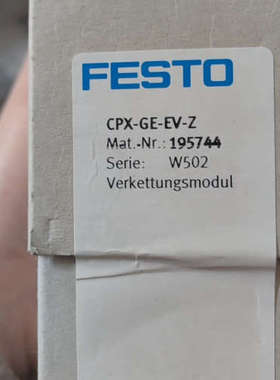 FESTO
CPX-GE-EV-Z
Mat.-Nr.: 195744
Serie: W502
Verkettungsmodul